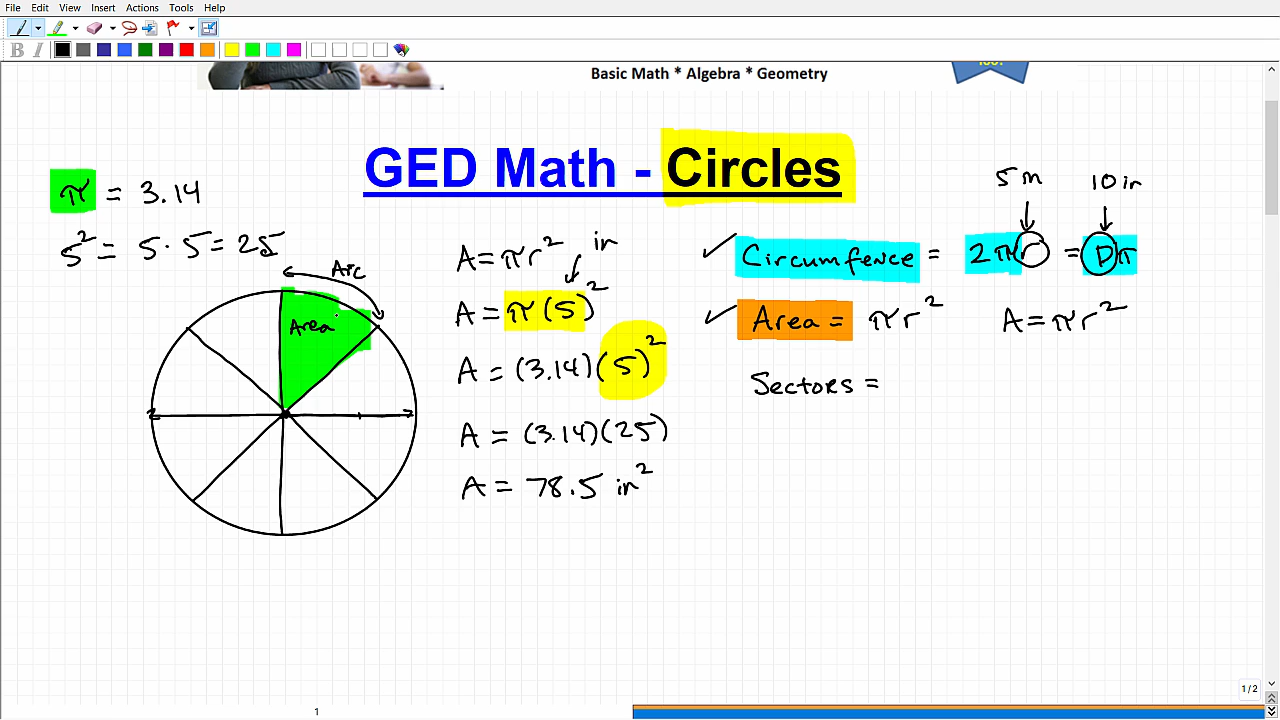 File Edit View Insert Actions Tools Help
B I
Basic Math * Algebra * Geometry
GED Math - Circles
π = 3.14
5² = 5 · 5 = 25
Arc
Area
A = πr²
in
A = π(5)²
A = (3.14)(5)²
A = (3.14)(25)
A = 78.5 in²
5 in 10 in
✓ Circumfence = 2πr = Dπ
✓ Area = πr² A = πr²
Sectors =
1
1/2